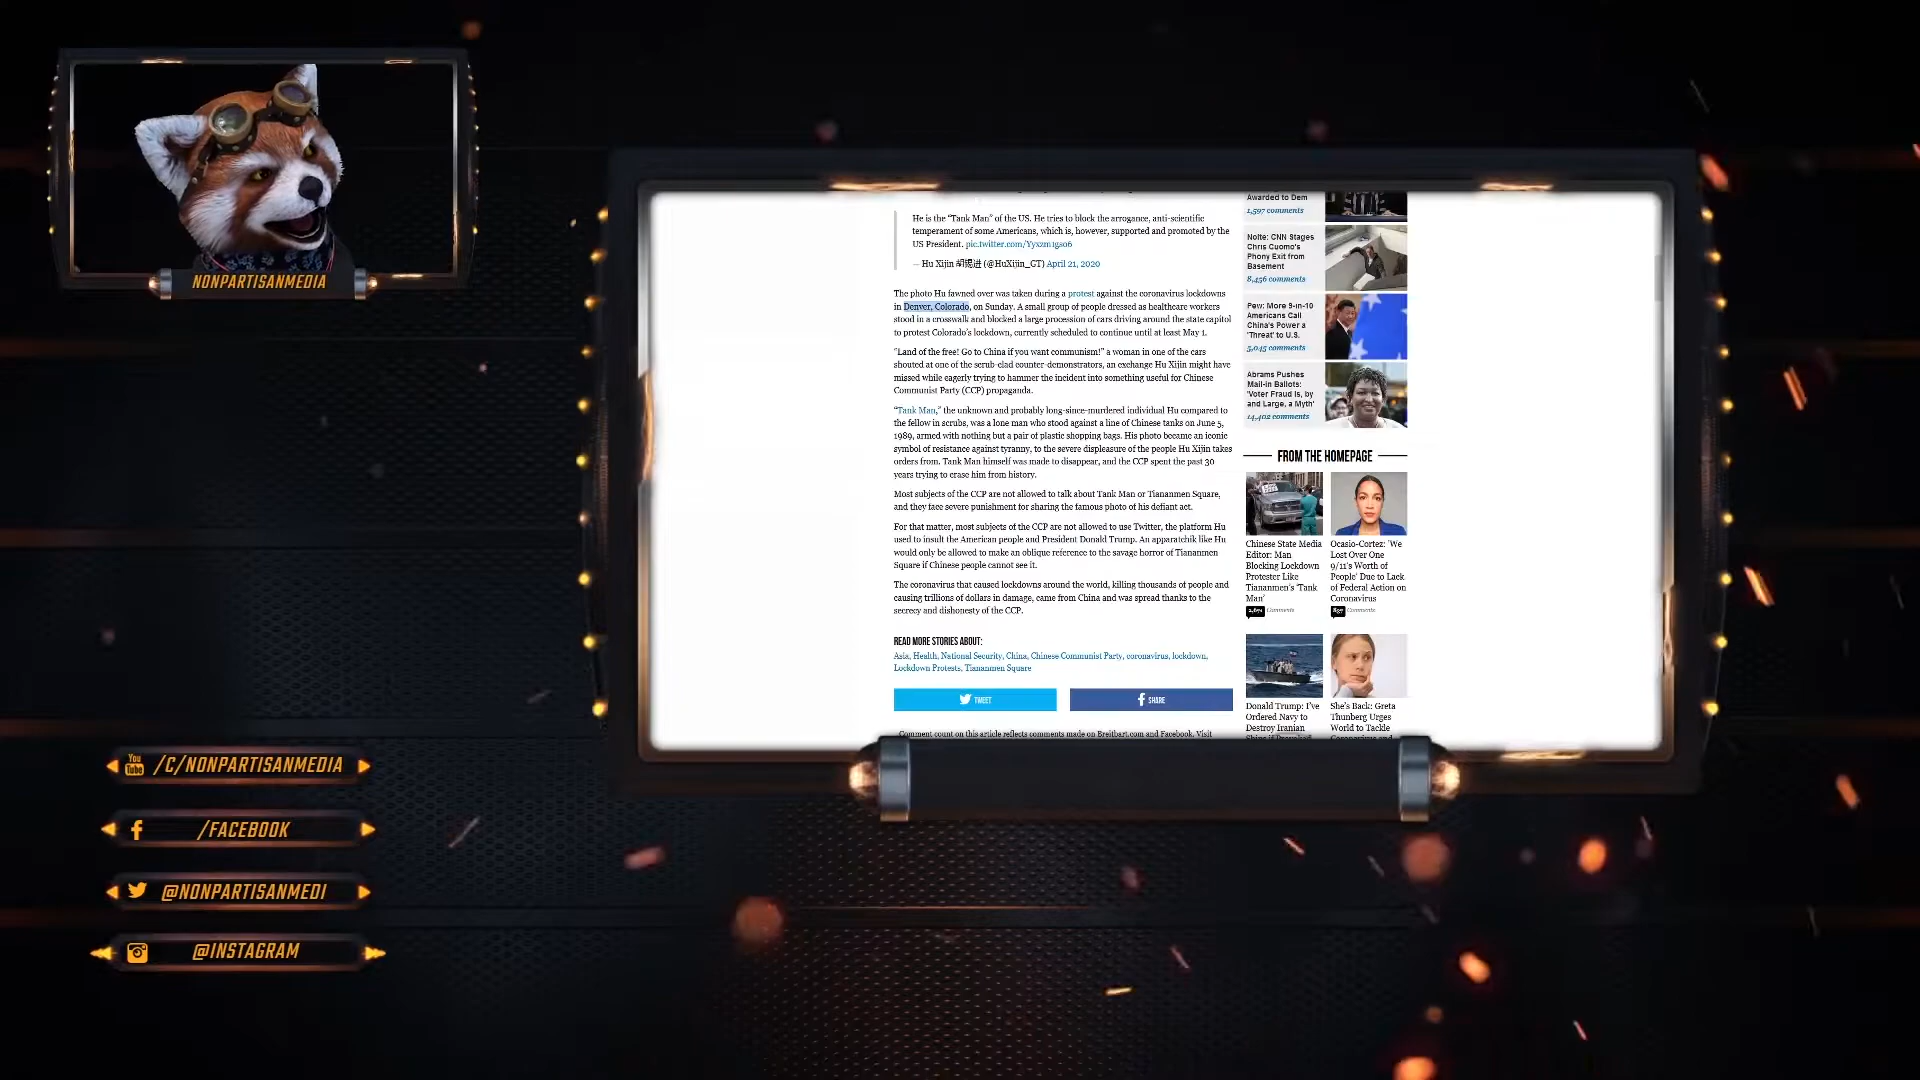 NONPARTISANMEDIA
He is the “Tank Man” of the US. He tries to block the arrogance, anti-scientific
temperament of some Americans, which is, however, supported and promoted by the
US President. pic.twitter.com/Yyxzm1gao6
— Hu Xijin 胡锡进 (@HuXijin_GT) April 21, 2020
The photo Hu fawned over was taken during a protest against the coronavirus lockdowns
in Denver, Colorado, on Sunday. A small group of people dressed as healthcare workers
stood in a crosswalk and blocked a large procession of cars driving around the state capitol
to protest Colorado’s lockdown, currently scheduled to continue until at least May 1.
“Land of the free! Go to China if you want communism!” a woman in one of the cars
shouted at one of the scrub-clad counter-demonstrators, an exchange Hu Xijin might have
missed while eagerly trying to hammer the incident into something useful for Chinese
Communist Party (CCP) propaganda.
“Tank Man,” the unknown and probably long-since-murdered individual Hu compared to
the fellow in scrubs, was a lone man who stood against a line of Chinese tanks on June 5,
1989, armed with nothing but a pair of plastic shopping bags. His photo became an iconic
symbol of resistance against tyranny, to the severe displeasure of the people Hu Xijin takes
orders from. Tank Man himself was made to disappear, and the CCP spent the past 30
years trying to erase him from history.
Most subjects of the CCP are not allowed to talk about Tank Man or Tiananmen Square,
and they face severe punishment for sharing the famous photo of his defiant act.
For that matter, most subjects of the CCP are not allowed to use Twitter, the platform Hu
used to insult the American people and President Donald Trump. An apparatchik like Hu
would only be allowed to make an oblique reference to the savage horror of Tiananmen
Square if Chinese people cannot see it.
The coronavirus that caused lockdowns around the world, killing thousands of people and
causing trillions of dollars in damage, came from China and was spread thanks to the
secrecy and dishonesty of the CCP.
READ MORE STORIES ABOUT:
Asia, Health, National Security, China, Chinese Communist Party, coronavirus, lockdown,
Lockdown Protests, Tiananmen Square
TWEET
SHARE
Comment count on this article reflects comments made on Breitbart.com and Facebook. Visit
Awarded to Dem
1,597 comments
Nolte: CNN Stages
Chris Cuomo's
Phony Exit from
Basement
8,456 comments
Pew: More 9-in-10
Americans Call
China's Power a
'Threat' to U.S.
5,045 comments
Abrams Pushes
Mail-in Ballots:
'Voter Fraud Is, by
and Large, a Myth'
14,402 comments
FROM THE HOMEPAGE
Chinese State Media
Editor: Man
Blocking Lockdown
Protester Like
Tiananmen's 'Tank
Man'
Comments
Ocasio-Cortez: 'We
Lost Over One
9/11's Worth of
People' Due to Lack
of Federal Action on
Coronavirus
Comments
Donald Trump: I've
Ordered Navy to
Destroy Iranian
She's Back: Greta
Thunberg Urges
World to Tackle
You Tube /C/NONPARTISANMEDIA
/FACEBOOK
@NONPARTISANMEDI
@INSTAGRAM